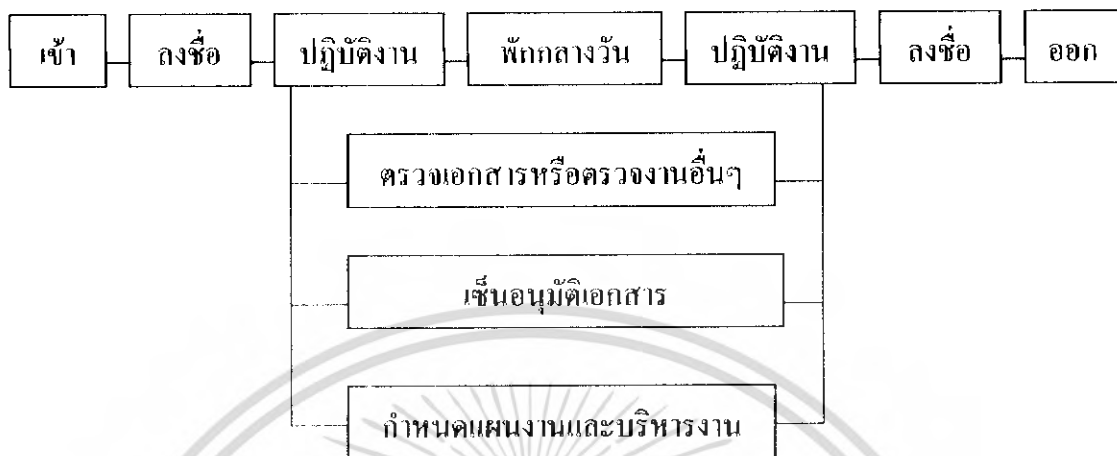 เข้า ลงชื่อ ปฏิบัติงาน พักกลางวัน ปฏิบัติงาน ลงชื่อ ออก
ตรวจเอกสารหรือตรวจงานอื่นๆ
เซ็นอนุมัติเอกสาร
กำหนดแผนงานและบริหารงาน